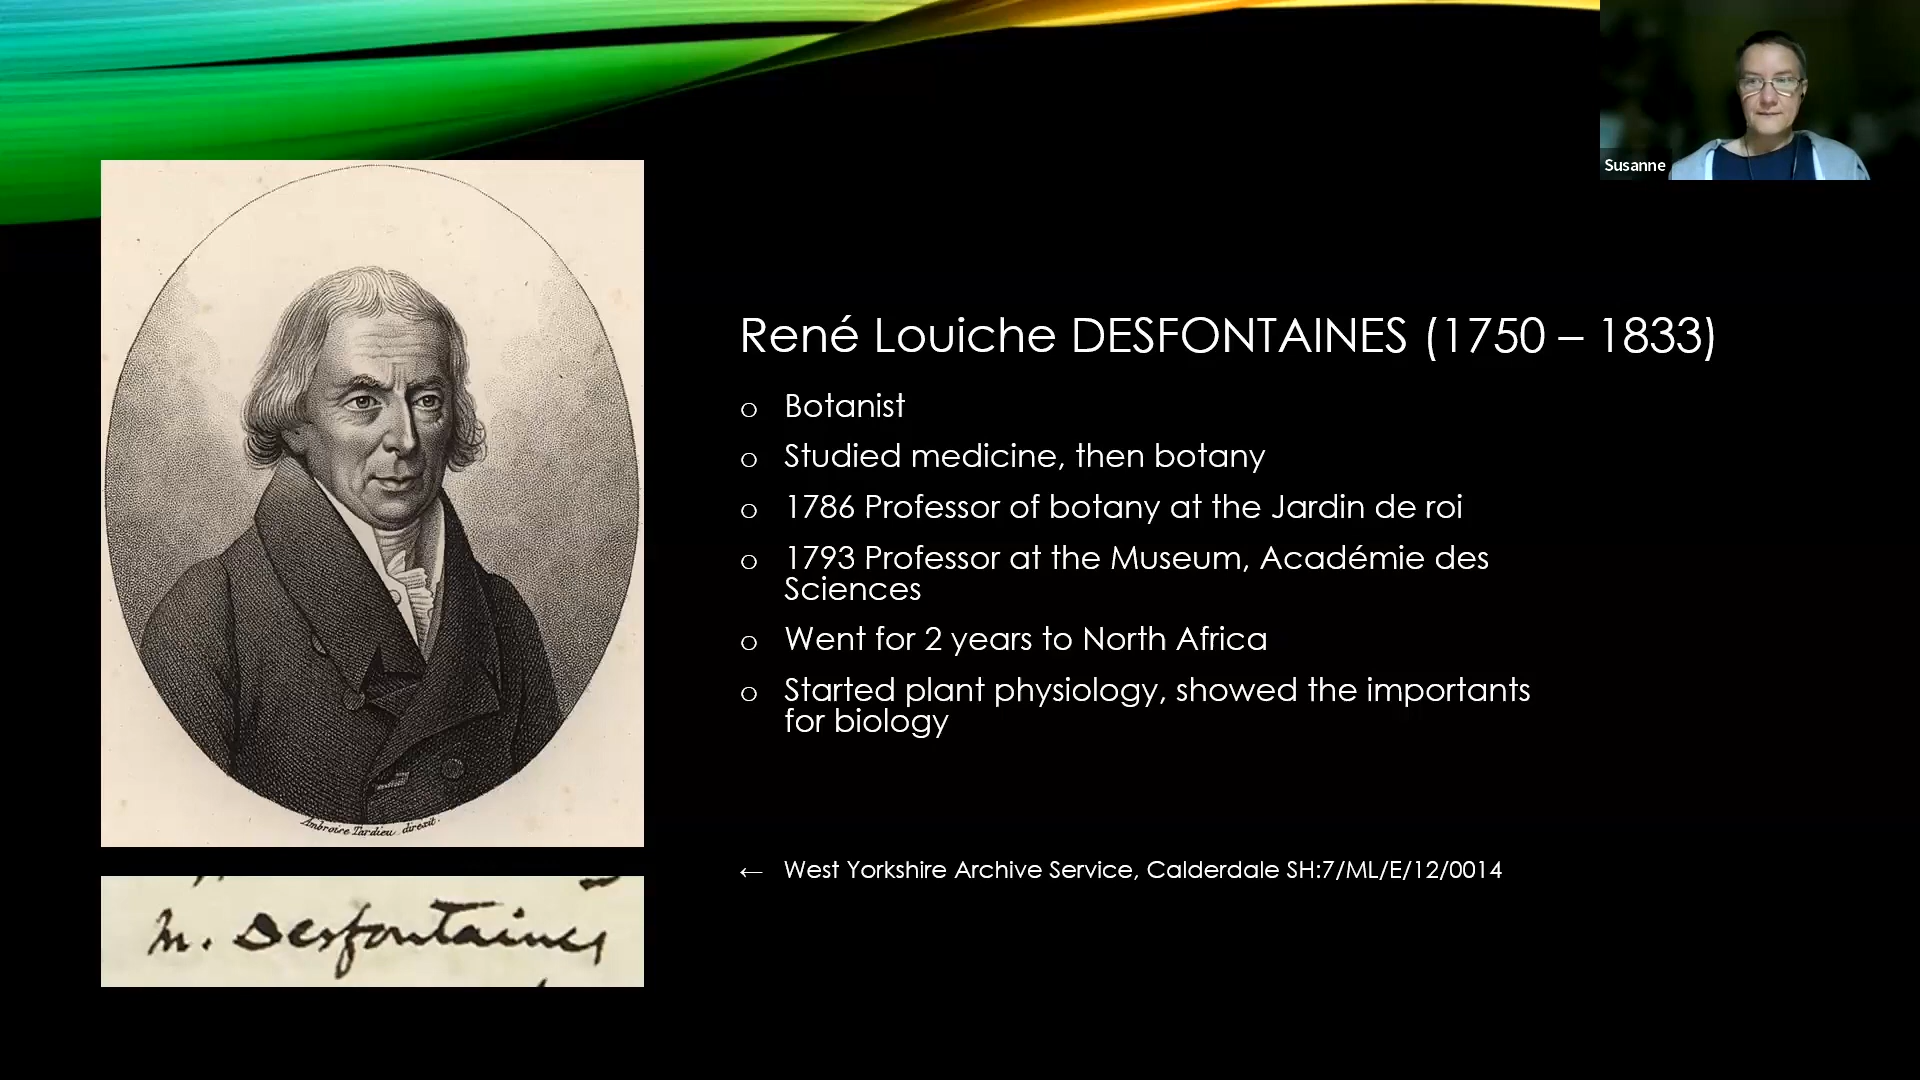 Susanne
René Louiche DESFONTAINES (1750 – 1833)
o Botanist
o Studied medicine, then botany
o 1786 Professor of botany at the Jardin de roi
o 1793 Professor at the Museum, Académie des
Sciences
o Went for 2 years to North Africa
o Started plant physiology, showed the importants
for biology
Ambroise Tardieu direxit.
← West Yorkshire Archive Service, Calderdale SH:7/ML/E/12/0014
M. Desfontaines